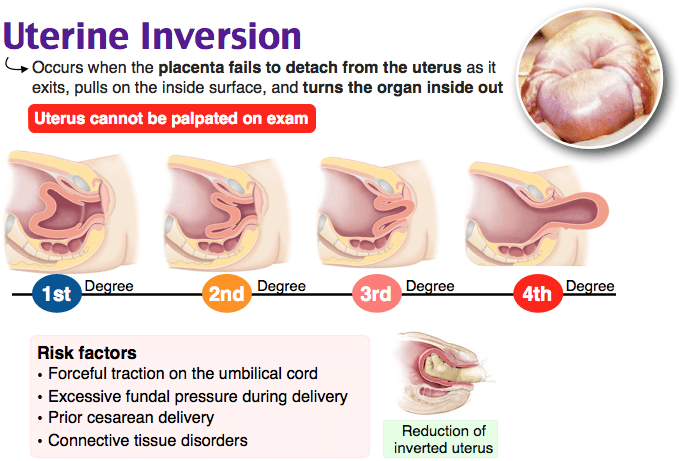 Uterine Inversion
Occurs when the placenta fails to detach from the uterus as it
exits, pulls on the inside surface, and turns the organ inside out
Uterus cannot be palpated on exam
1st Degree 2nd Degree 3rd Degree 4th Degree
Risk factors
• Forceful traction on the umbilical cord
• Excessive fundal pressure during delivery
• Prior cesarean delivery
• Connective tissue disorders
Reduction of
inverted uterus